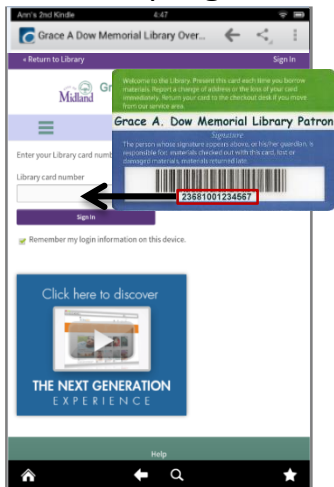 Ann's 2nd Kindle 4:47
Grace A Dow Memorial Library Over...
« Return to Library Sign In
Midland Gr
Welcome to the Library. Present this card each time you borrow
materials. Report a change of address or the loss of your card
immediately. Return your card to the checkout desk if you move
from our service area.
Grace A. Dow Memorial Library Patron
Signature
The person whose signature appears above, or his/her guardian, is
responsible for: materials checked out with this card, lost or
damaged materials, materials returned late.
23681001234567
Enter your Library card numb
Library card number
Sign In
Remember my login information on this device.
Click here to discover
THE NEXT GENERATION
EXPERIENCE
Help